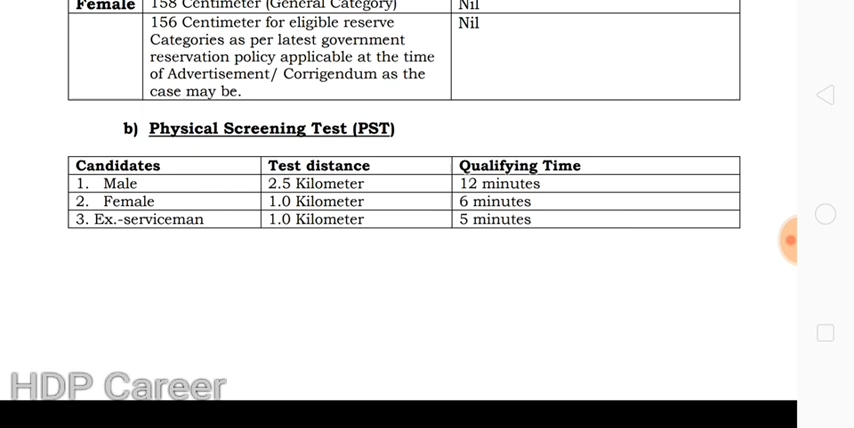 Female 158 Centimeter (General Category) Nil
156 Centimeter for eligible reserve Nil
Categories as per latest government
reservation policy applicable at the time
of Advertisement/ Corrigendum as the
case may be.
b) Physical Screening Test (PST)
Candidates Test distance Qualifying Time
1. Male 2.5 Kilometer 12 minutes
2. Female 1.0 Kilometer 6 minutes
3. Ex.-serviceman 1.0 Kilometer 5 minutes
HDP Career